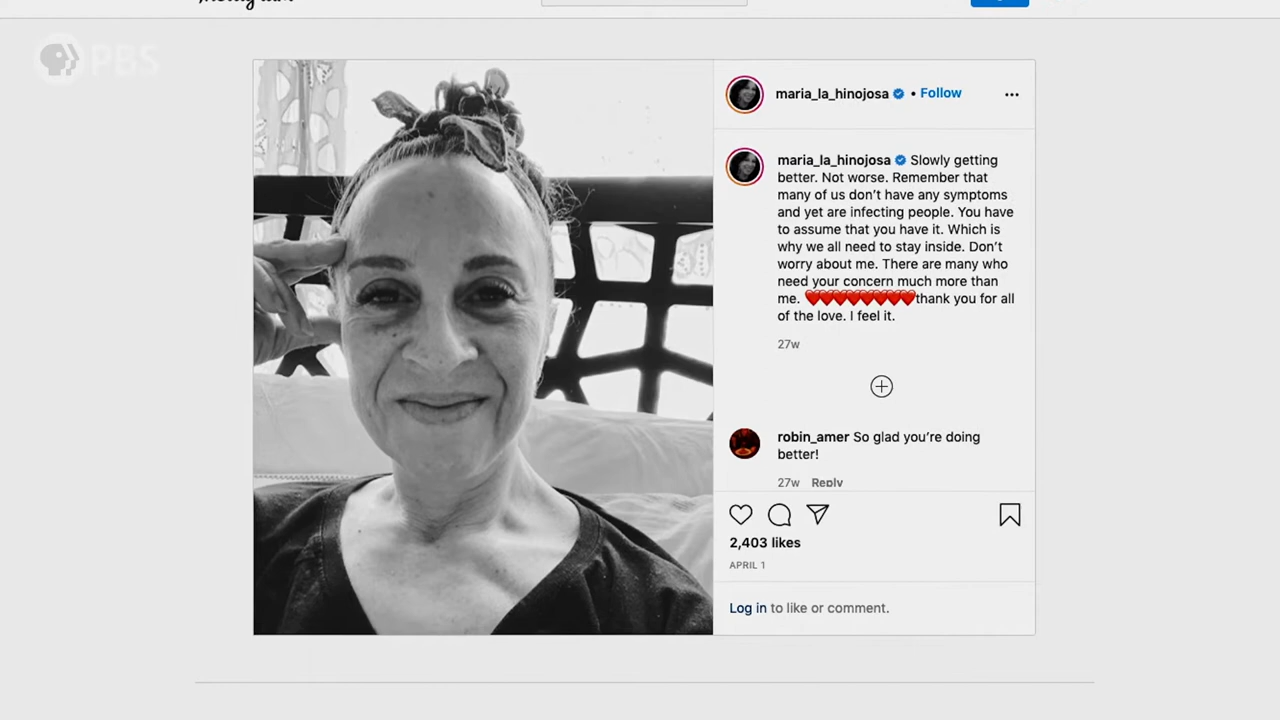 PBS
maria_la_hinojosa • Follow
maria_la_hinojosa Slowly getting
better. Not worse. Remember that
many of us don’t have any symptoms
and yet are infecting people. You have
to assume that you have it. Which is
why we all need to stay inside. Don’t
worry about me. There are many who
need your concern much more than
me. ❤️❤️❤️❤️❤️❤️❤️❤️thank you for all
of the love. I feel it.
27w
robin_amer So glad you’re doing
better!
27w Reply
2,403 likes
APRIL 1
Log in to like or comment.